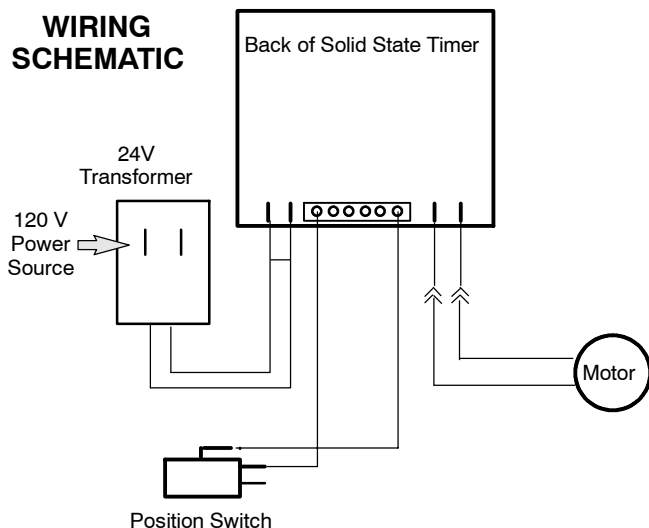 WIRING
SCHEMATIC
Back of Solid State Timer
24V
Transformer
120 V
Power
Source
Motor
Position Switch